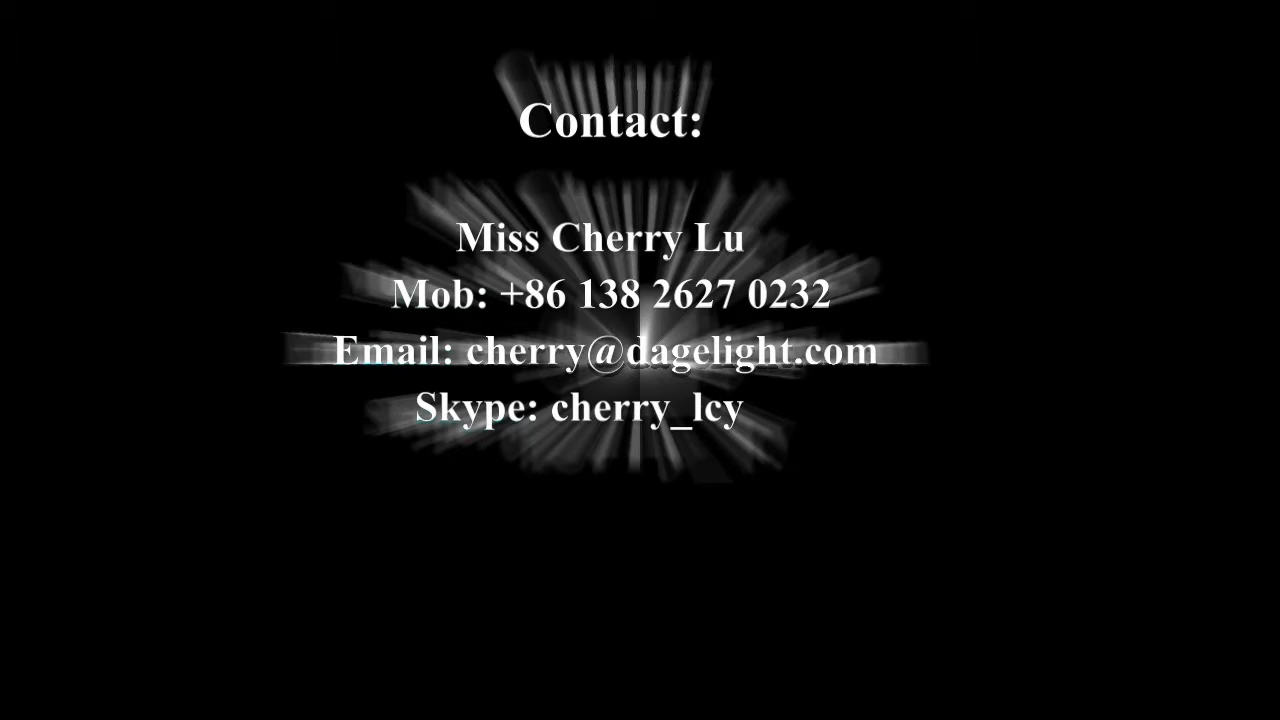 Contact:
Miss Cherry Lu
Mob: +86 138 2627 0232
Email: cherry@dagelight.com
Skype: cherry_lcy